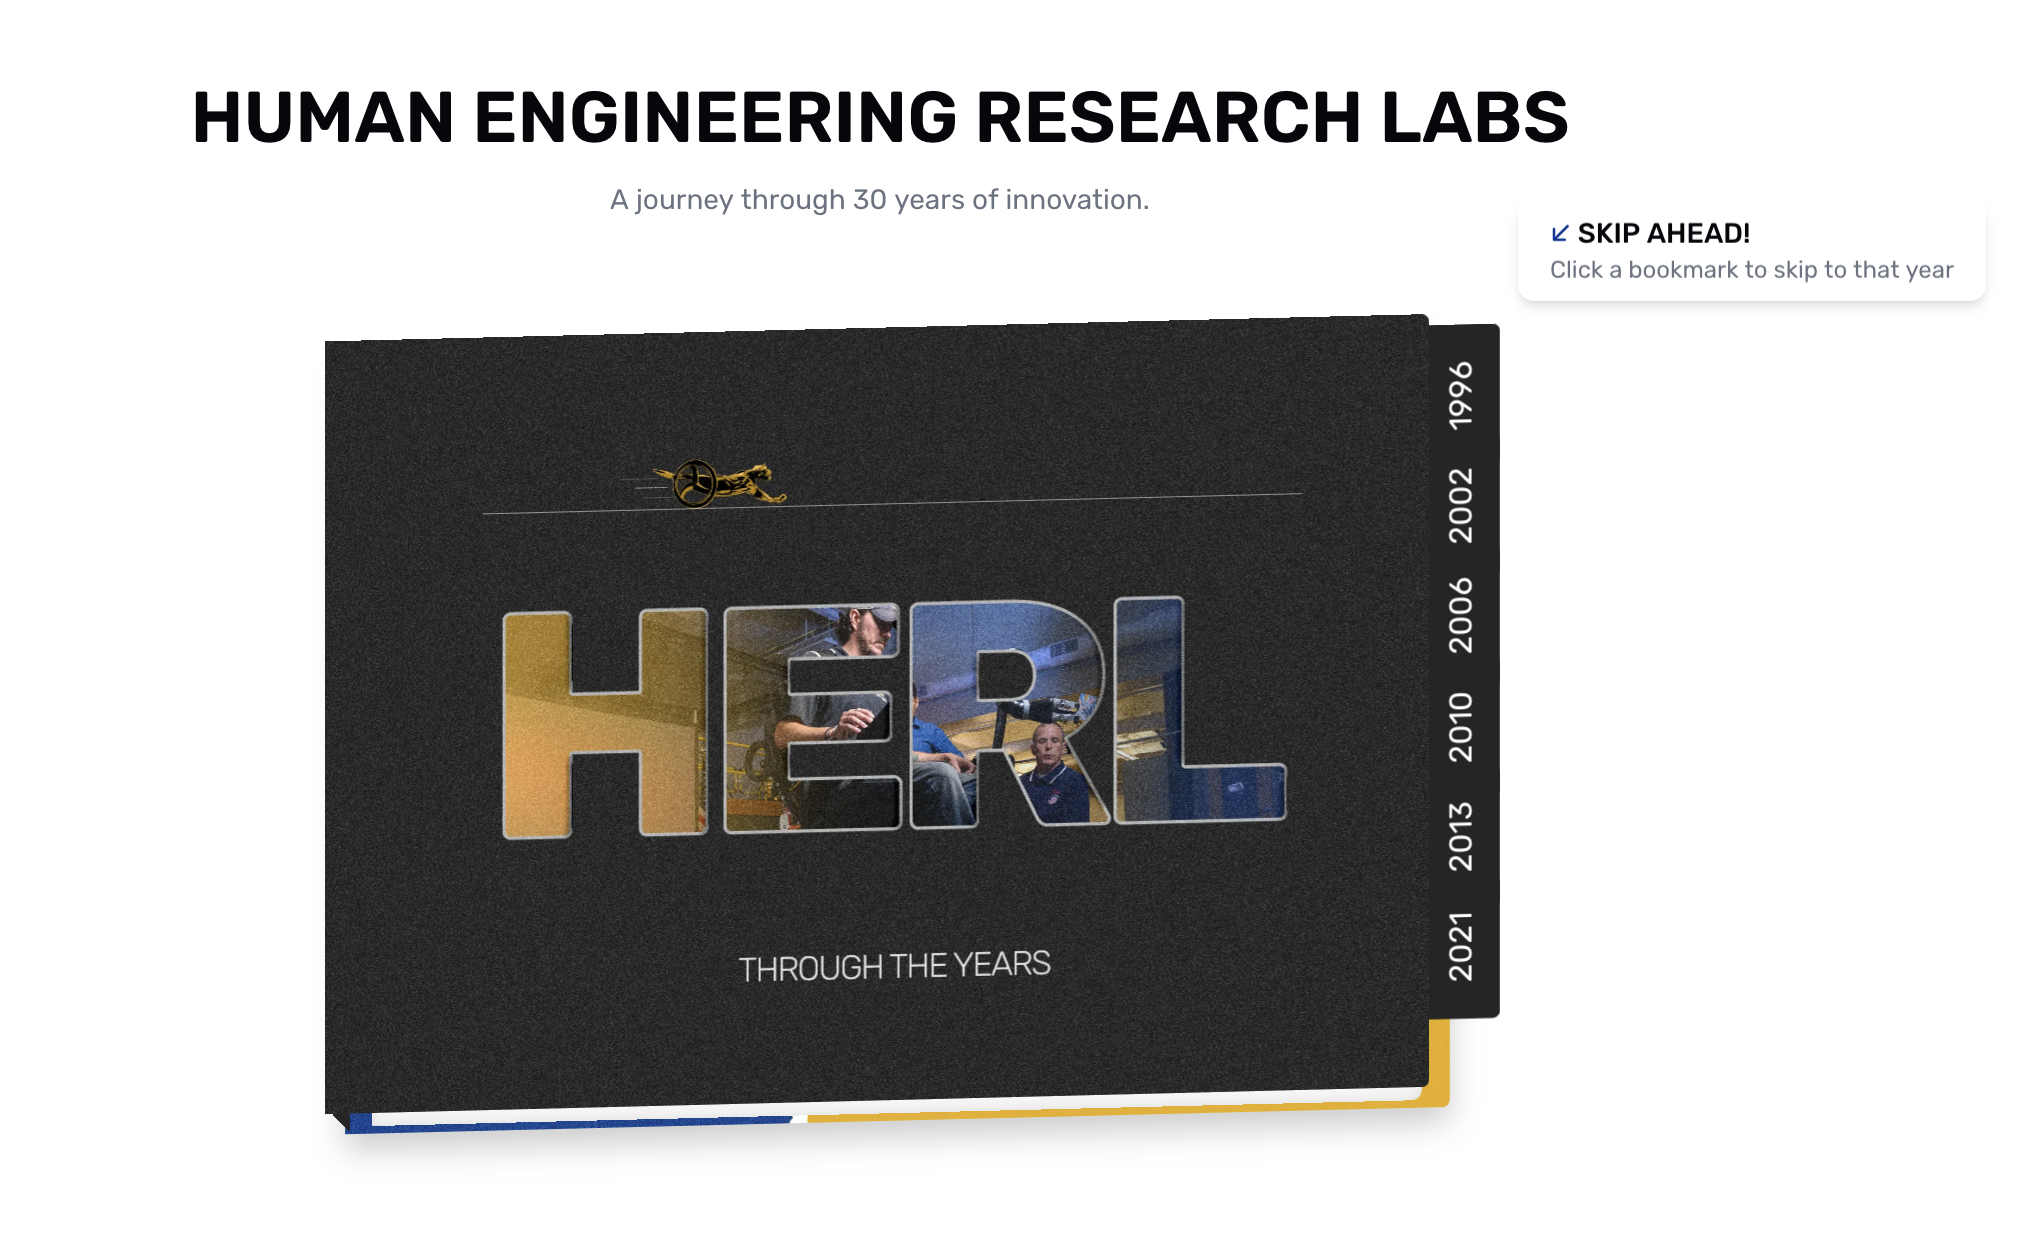 HUMAN ENGINEERING RESEARCH LABS
A journey through 30 years of innovation.
SKIP AHEAD!
Click a bookmark to skip to that year
1996
2002
2006
2010
2013
2021
HERL
THROUGH THE YEARS